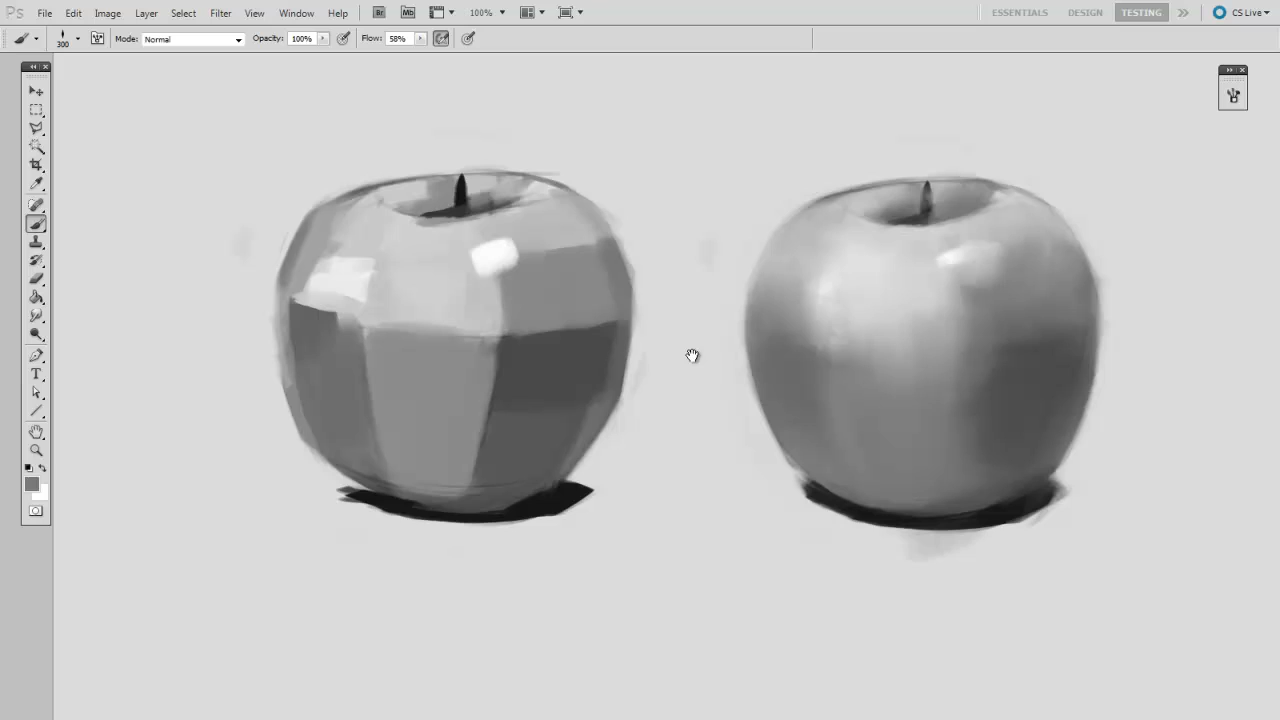 Ps File Edit Image Layer Select Filter View Window Help Br Mb 100% ESSENTIALS DESIGN TESTING CS Live
300 Mode: Normal Opacity: 100% Flow: 58%
T